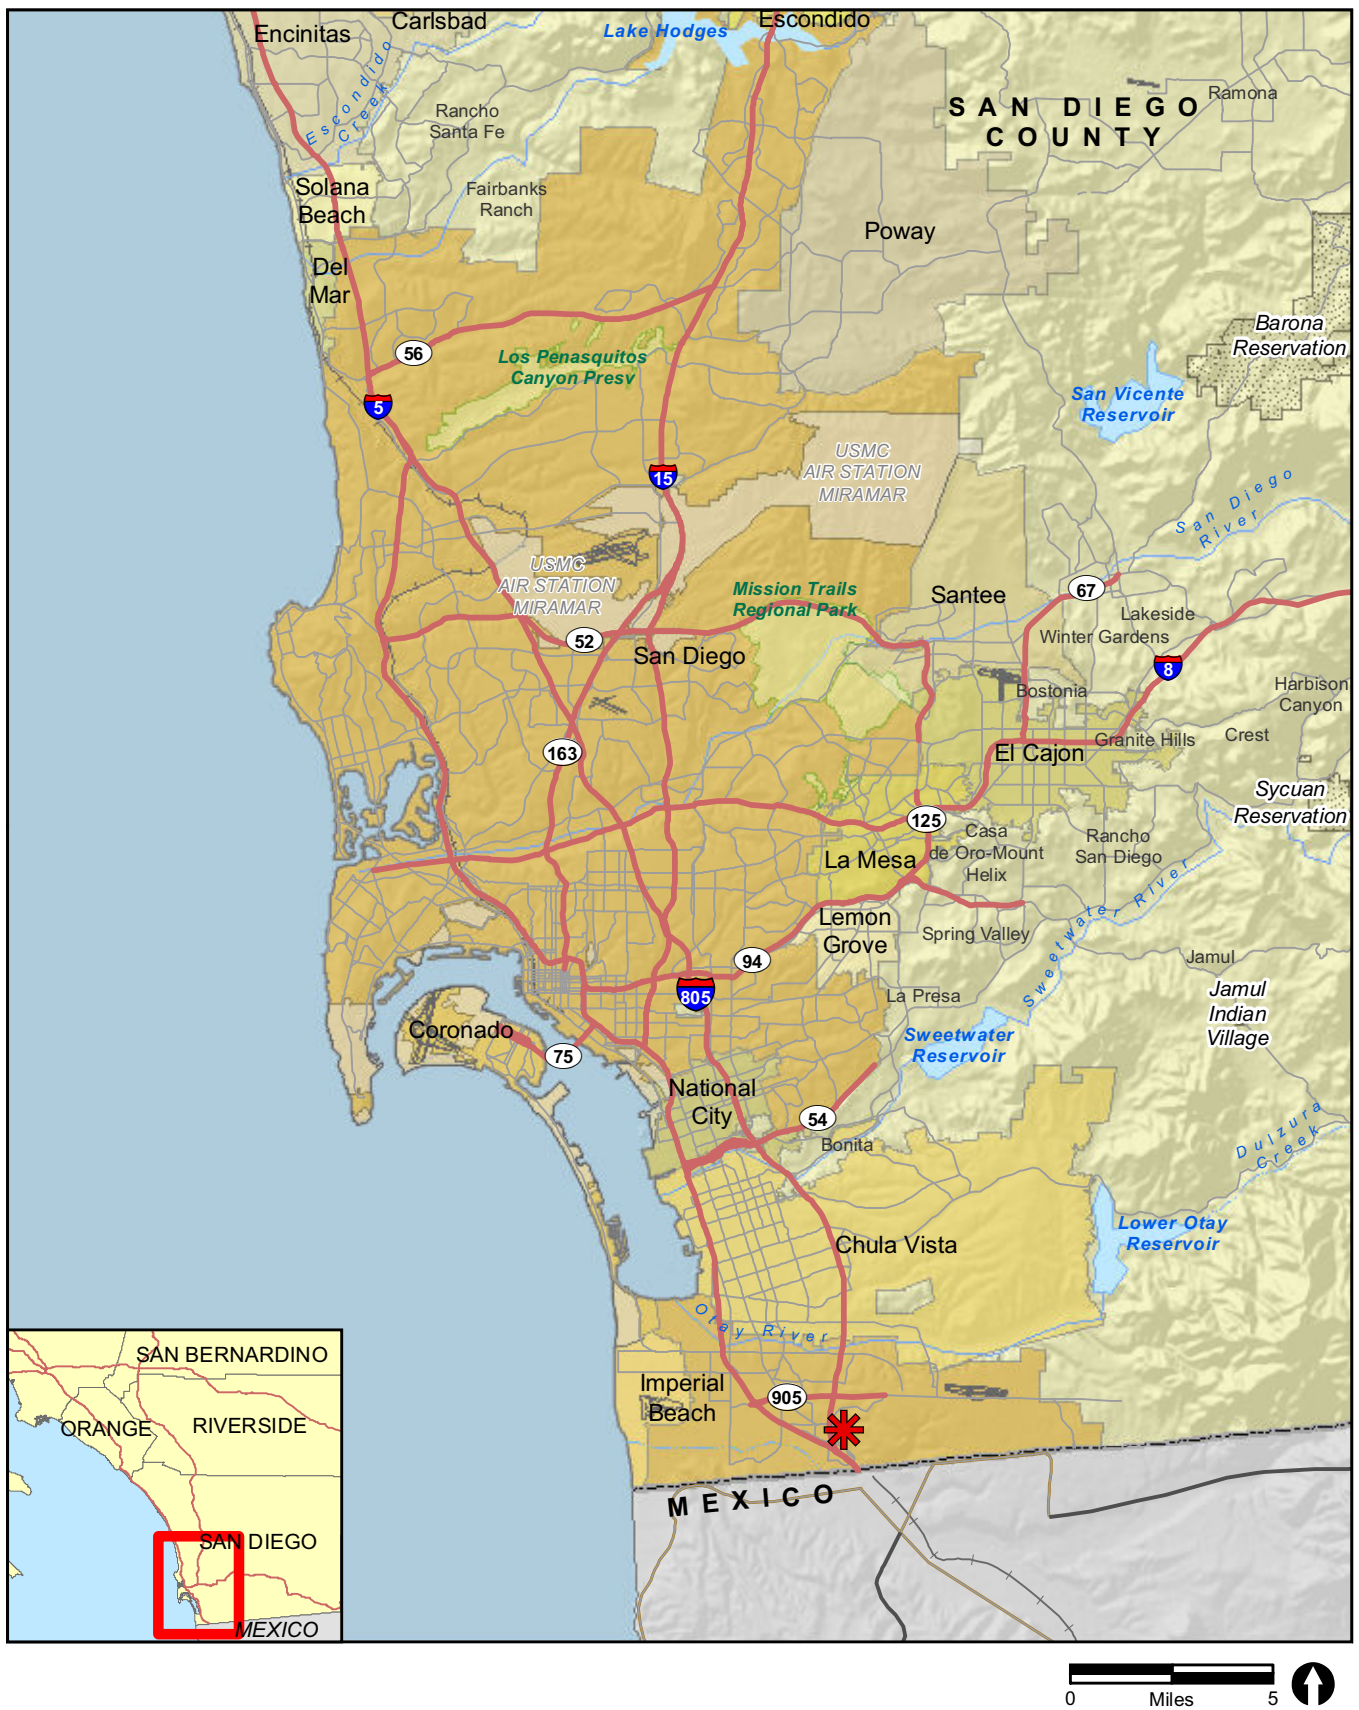 Encinitas
Carlsbad
Escondido
Lake Hodges
Escondido
Creek
Rancho
Santa Fe
SAN DIEGO
COUNTY
Ramona
Solana
Beach
Fairbanks
Ranch
Poway
Del
Mar
Barona
Reservation
56
Los Penasquitos
Canyon Presv
5
San Vicente
Reservoir
15
USMC
AIR STATION
MIRAMAR
San Diego
River
USMC
AIR STATION
MIRAMAR
Mission Trails
Regional Park
Santee
67
Lakeside
Winter Gardens
52
San Diego
8
Bostonia
Harbison
Canyon
163
El Cajon
Granite Hills
Crest
Sycuan
Reservation
125
Casa
de Oro-Mount
Helix
Rancho
San Diego
La Mesa
Sweetwater River
Lemon
Grove
Spring Valley
94
Jamul
805
La Presa
Jamul
Indian
Village
Coronado
75
Sweetwater
Reservoir
National
City
54
Bonita
Dulzura
Creek
Lower Otay
Reservoir
Chula Vista
Otay River
Imperial
Beach
905
MEXICO
SAN BERNARDINO
ORANGE
RIVERSIDE
SAN DIEGO
MEXICO
0 Miles 5